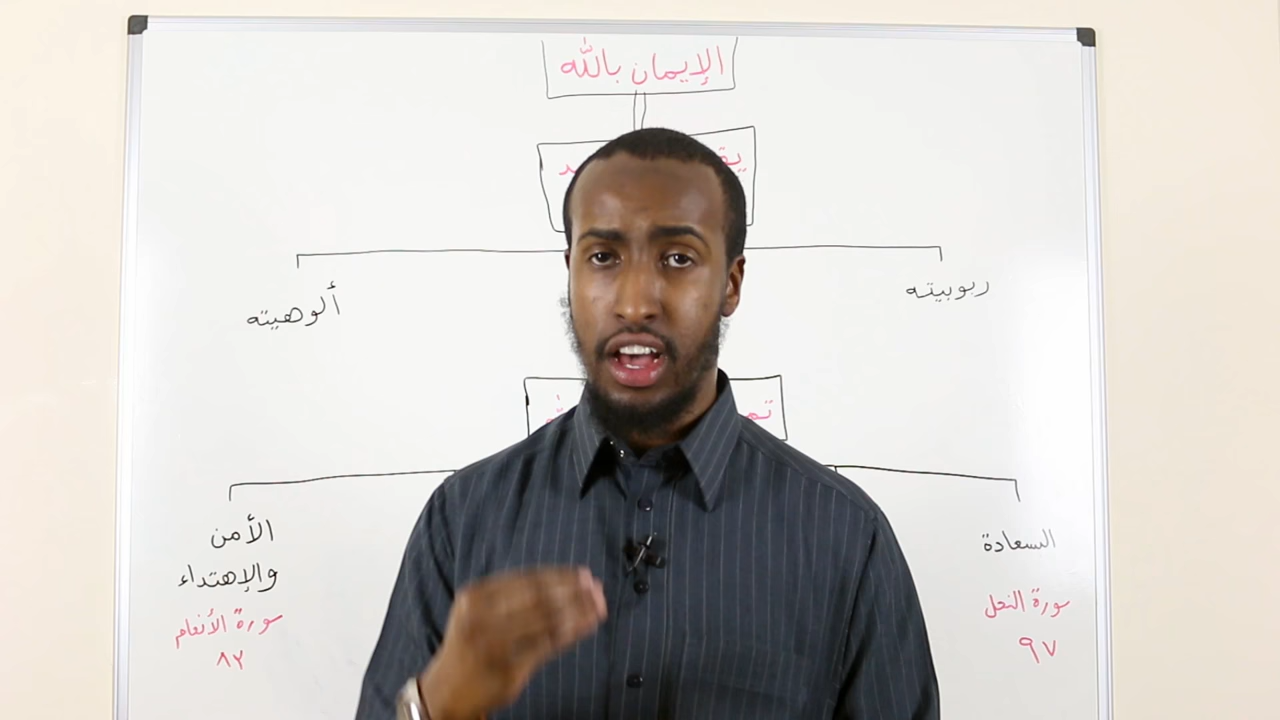 الإيمان بالله
ربوبيته
ألوهيته
السعادة
سورة النحل
٩٧
الأمن
والإهتداء
سورة الأنعام
٨٢